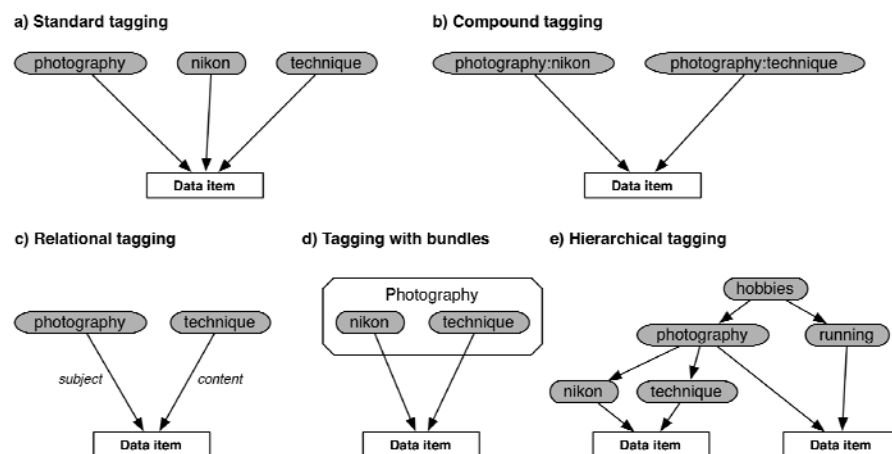 a) Standard tagging
photography
nikon
technique
Data item
b) Compound tagging
photography:nikon
photography:technique
Data item
c) Relational tagging
photography
technique
subject
content
Data item
d) Tagging with bundles
Photography
nikon
technique
Data item
e) Hierarchical tagging
hobbies
photography
running
nikon
technique
Data item
Data item